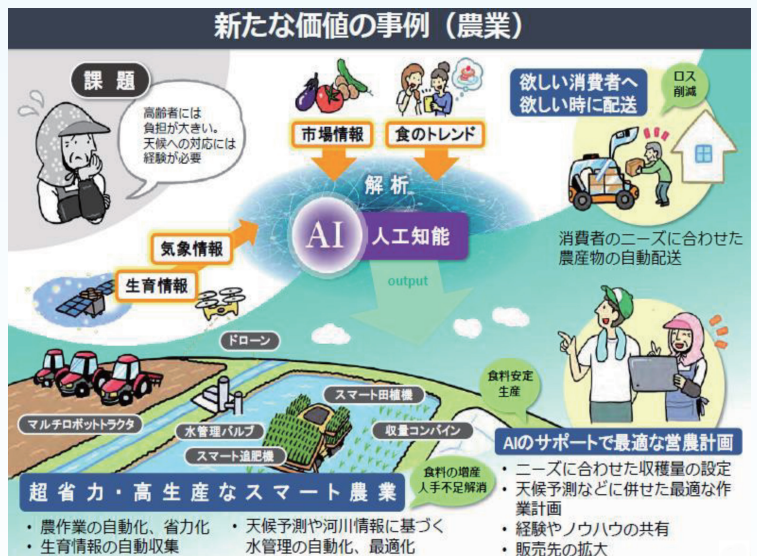 新たな価値の事例（農業）
課題
高齢者には
負担が大きい。
天候への対応には
経験が必要
市場情報
食のトレンド
欲しい消費者へ
欲しい時に配送
ロス
削減
解析
AI 人工知能
気象情報
生育情報
output
消費者のニーズに合わせた
農産物の自動配送
ドローン
マルチロボットトラクタ
水管理バルブ
スマート追肥機
スマート田植機
収量コンバイン
食料安定
生産
食料の増産
人手不足解消
超省力・高生産なスマート農業
・ 農作業の自動化、省力化
・ 生育情報の自動収集
・ 天候予測や河川情報に基づく
水管理の自動化、最適化
AIのサポートで最適な営農計画
・ ニーズに合わせた収穫量の設定
・ 天候予測などに併せた最適な作
業計画
・ 経験やノウハウの共有
・ 販売先の拡大